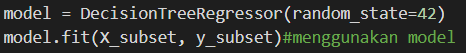 model = DecisionTreeRegressor(random_state=42)
model.fit(X_subset, y_subset)#menggunakan model